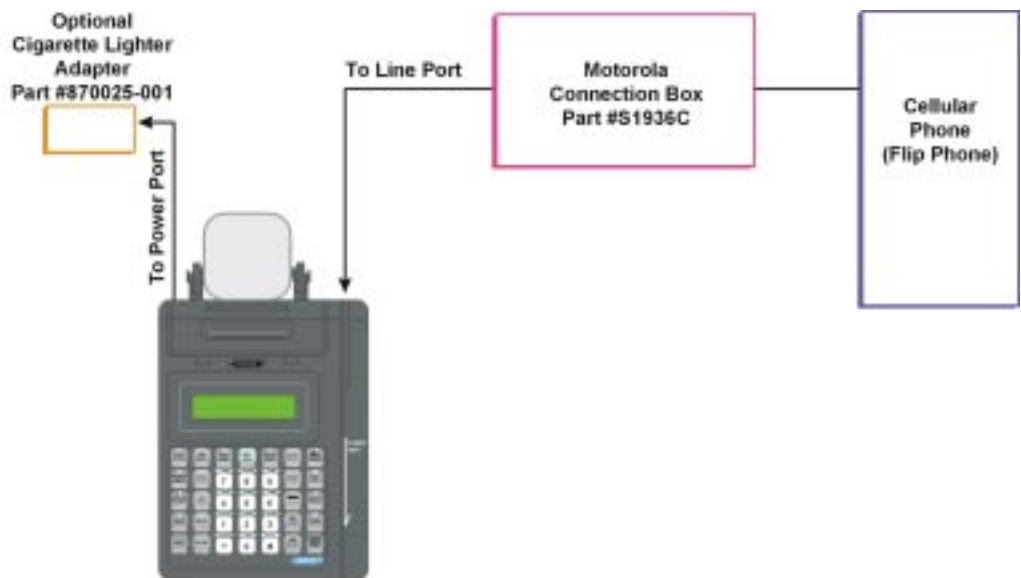 Optional
Cigarette Lighter
Adapter
Part #870025-001
To Power Port
To Line Port
Motorola
Connection Box
Part #S1936C
Cellular
Phone
(Flip Phone)